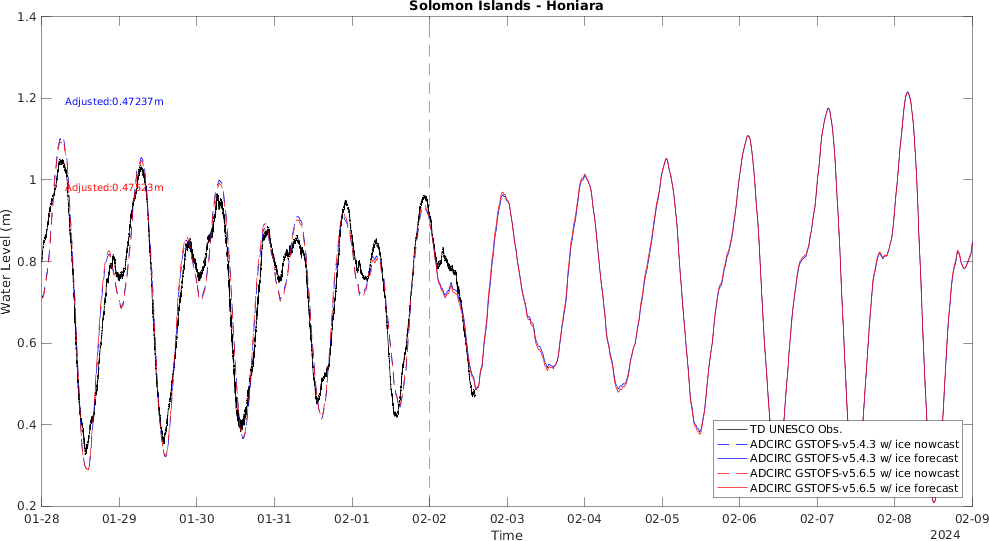 Solomon Islands - Honiara
1.4
1.2
1
0.8
0.6
0.4
0.2
Water Level (m)
Adjusted:0.47237m
Adjusted:0.47523m
TD UNESCO Obs.
ADCIRC GSTOFS-v5.4.3 w/ ice nowcast
ADCIRC GSTOFS-v5.4.3 w/ ice forecast
ADCIRC GSTOFS-v5.6.5 w/ ice nowcast
ADCIRC GSTOFS-v5.6.5 w/ ice forecast
01-28 01-29 01-30 01-31 02-01 02-02 02-03 02-04 02-05 02-06 02-07 02-08 02-09
Time
2024